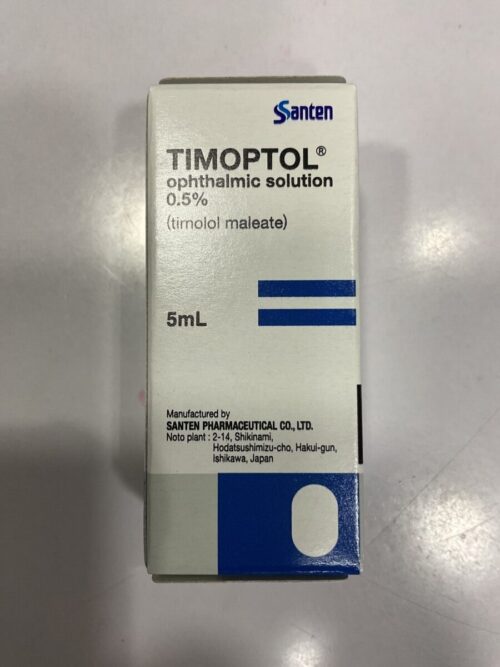 Santen
TIMOPTOL®
ophthalmic solution
0.5%
(timolol maleate)
5mL
Manufactured by
SANTEN PHARMACEUTICAL CO., LTD.
Noto plant : 2-14, Shikinami,
Hodatsushimizu-cho, Hakui-gun,
Ishikawa, Japan